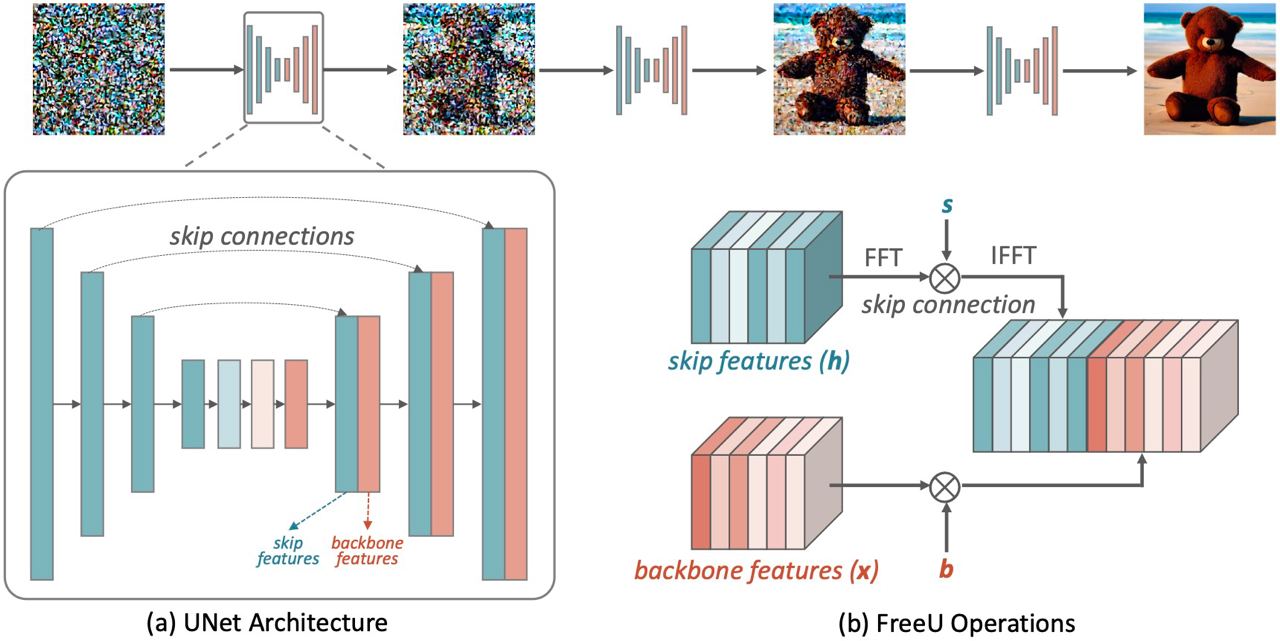 skip connections
skip
features
backbone
features
(a) UNet Architecture
s
FFT
IFFT
skip connection
skip features (h)
backbone features (x)
b
(b) FreeU Operations